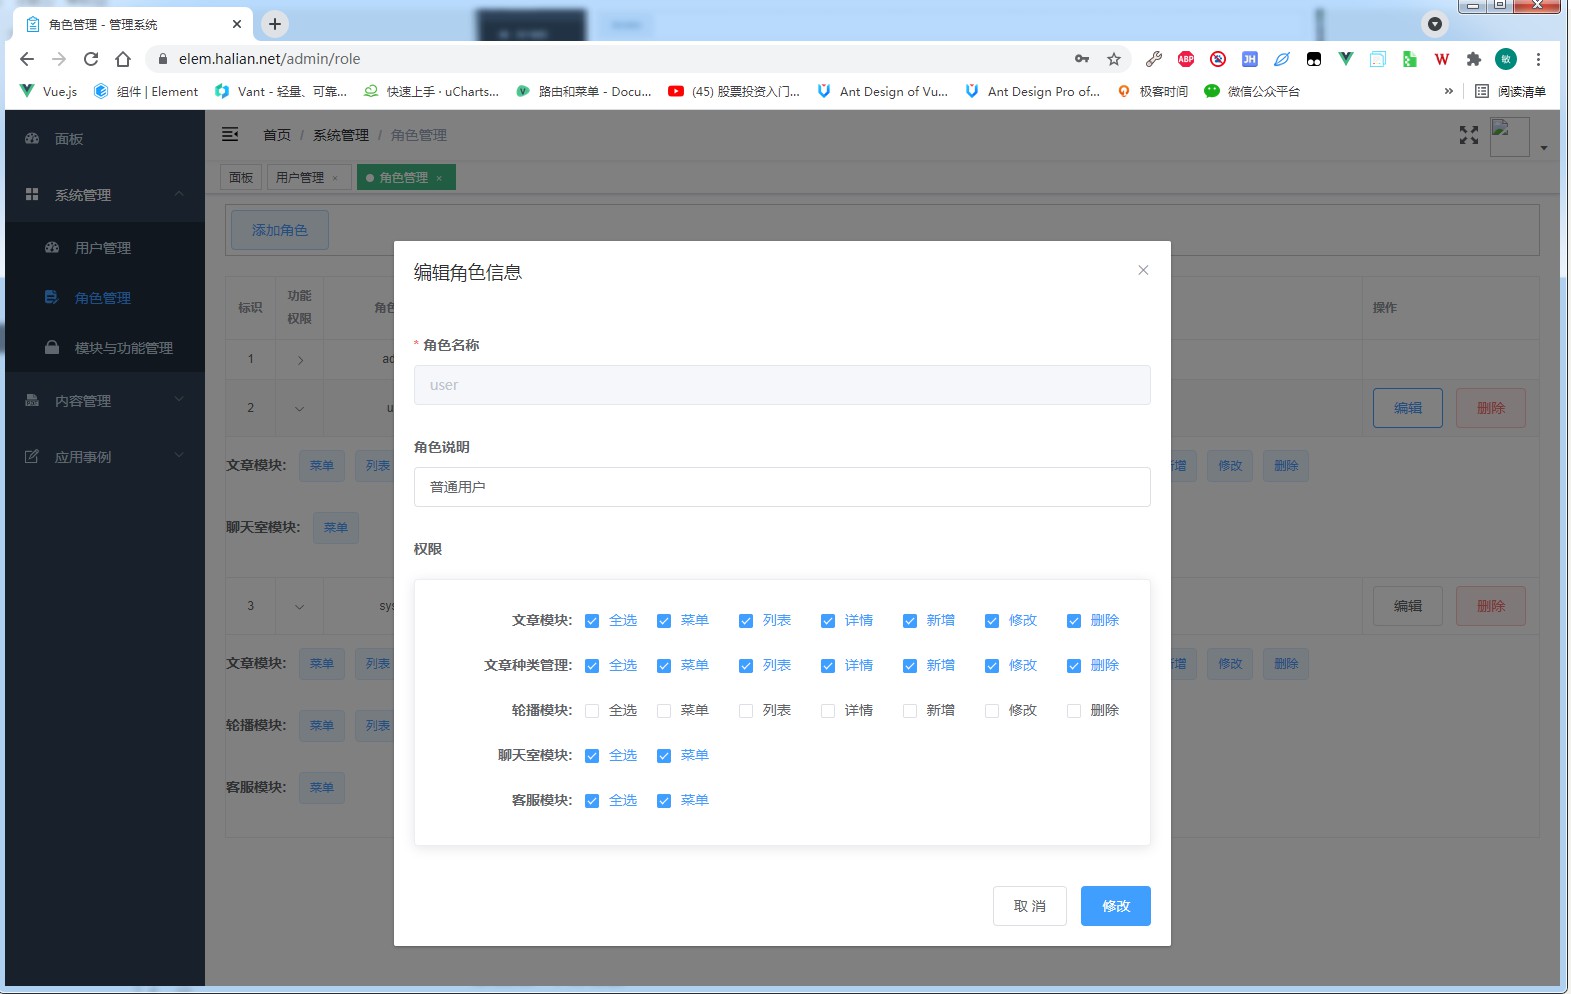 角色管理 - 管理系统
elem.halian.net/admin/role
ABP
JH
W
敏
Vue.js
组件 | Element
Vant - 轻量、可靠...
快速上手 · uCharts...
路由和菜单 - Docu...
(45) 股票投资入门...
Ant Design of Vu...
Ant Design Pro of...
极客时间
微信公众平台
»
阅读清单
面板
首页 / 系统管理 / 角色管理
面板
用户管理 ×
角色管理 ×
系统管理
用户管理
角色管理
模块与功能管理
内容管理
应用事例
添加角色
标识
功能
权限
角色
操作
1
ad
2
u
编辑
删除
文章模块:
菜单
列表
增
修改
删除
聊天室模块:
菜单
3
sys
编辑
删除
文章模块:
菜单
列表
增
修改
删除
轮播模块:
菜单
列表
客服模块:
菜单
编辑角色信息
* 角色名称
user
角色说明
普通用户
权限
文章模块: 全选 菜单 列表 详情 新增 修改 删除
文章种类管理: 全选 菜单 列表 详情 新增 修改 删除
轮播模块: 全选 菜单 列表 详情 新增 修改 删除
聊天室模块: 全选 菜单
客服模块: 全选 菜单
取 消
修改